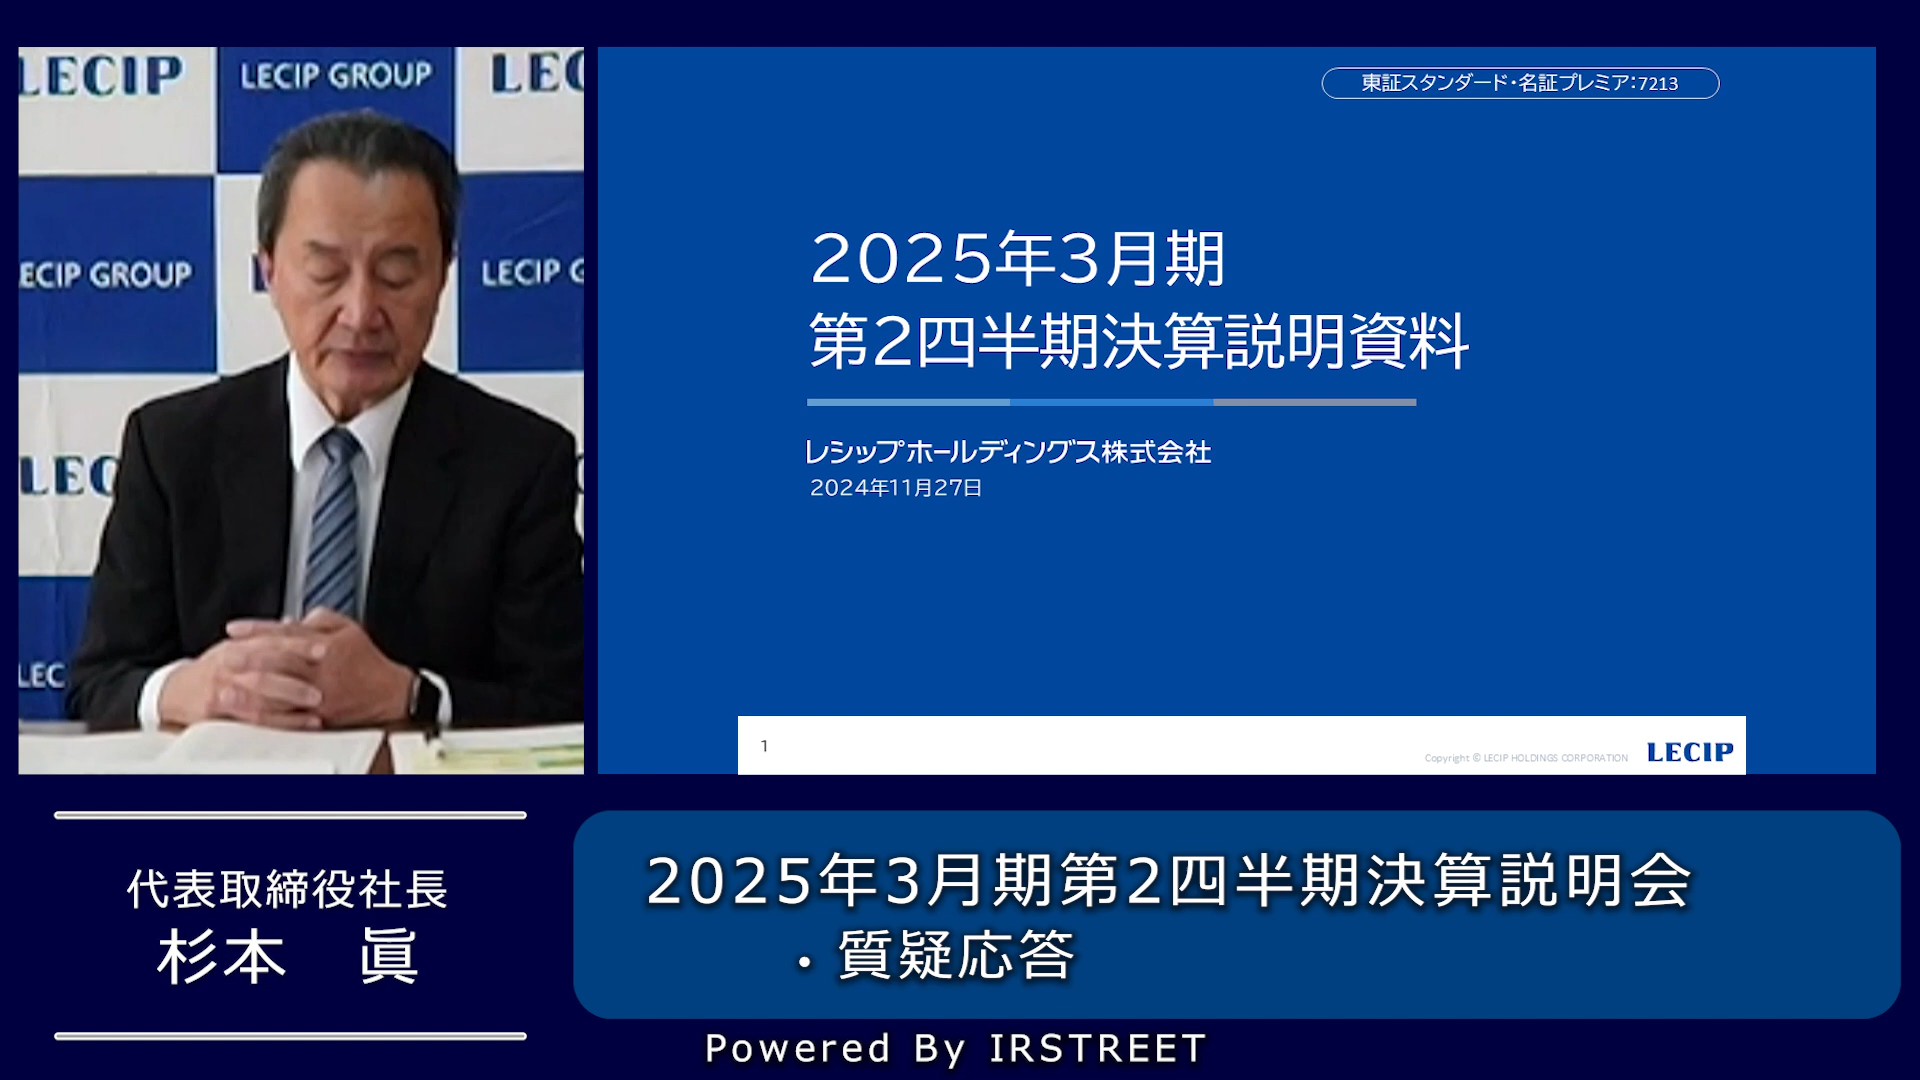 LECIP
LECIP GROUP
LEC
ECIP GROUP
LECIP G
LEC
LEC
東証スタンダード・名証プレミア：7213
2025年3月期
第2四半期決算説明資料
レシップホールディングス株式会社
2024年11月27日
1
Copyright © LECIP HOLDINGS CORPORATION
LECIP
代表取締役社長
杉本　眞
2025年3月期第2四半期決算説明会
・質疑応答
Powered By IRSTREET